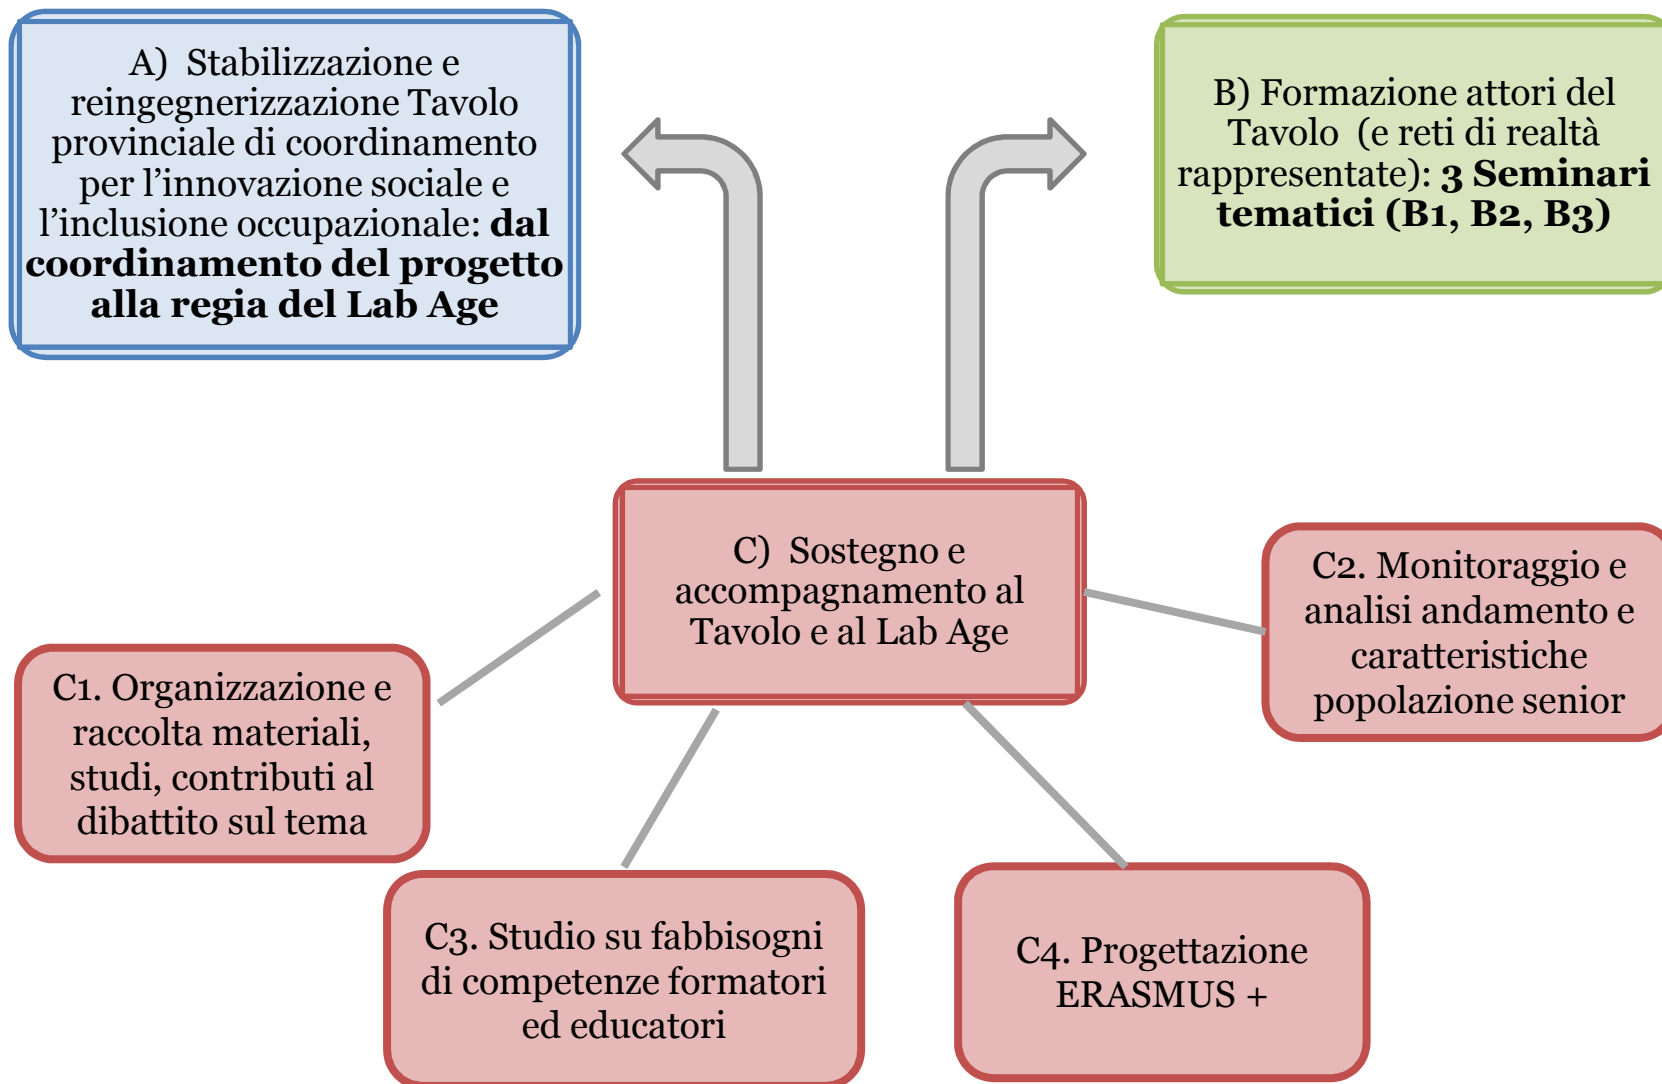 A) Stabilizzazione e
reingegnerizzazione Tavolo
provinciale di coordinamento
per l’innovazione sociale e
l’inclusione occupazionale: dal
coordinamento del progetto
alla regia del Lab Age
B) Formazione attori del
Tavolo (e reti di realtà
rappresentate): 3 Seminari
tematici (B1, B2, B3)
C) Sostegno e
accompagnamento al
Tavolo e al Lab Age
C2. Monitoraggio e
analisi andamento e
caratteristiche
popolazione senior
C1. Organizzazione e
raccolta materiali,
studi, contributi al
dibattito sul tema
C3. Studio su fabbisogni
di competenze formatori
ed educatori
C4. Progettazione
ERASMUS +